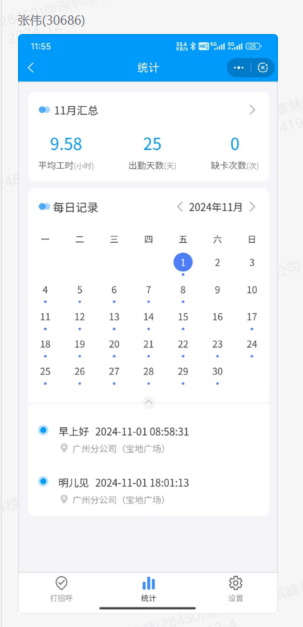 张伟(30686)
11:55
统计
11月汇总
9.58 25 0
平均工时(小时) 出勤天数(天) 缺卡次数(次)
每日记录 2024年11月
一 二 三 四 五 六 日
1 2 3
4 5 6 7 8 9 10
11 12 13 14 15 16 17
18 19 20 21 22 23 24
25 26 27 28 29 30
早上好 2024-11-01 08:58:31
广州分公司（宝地广场）
明儿见 2024-11-01 18:01:13
广州分公司（宝地广场）
打招呼 统计 设置